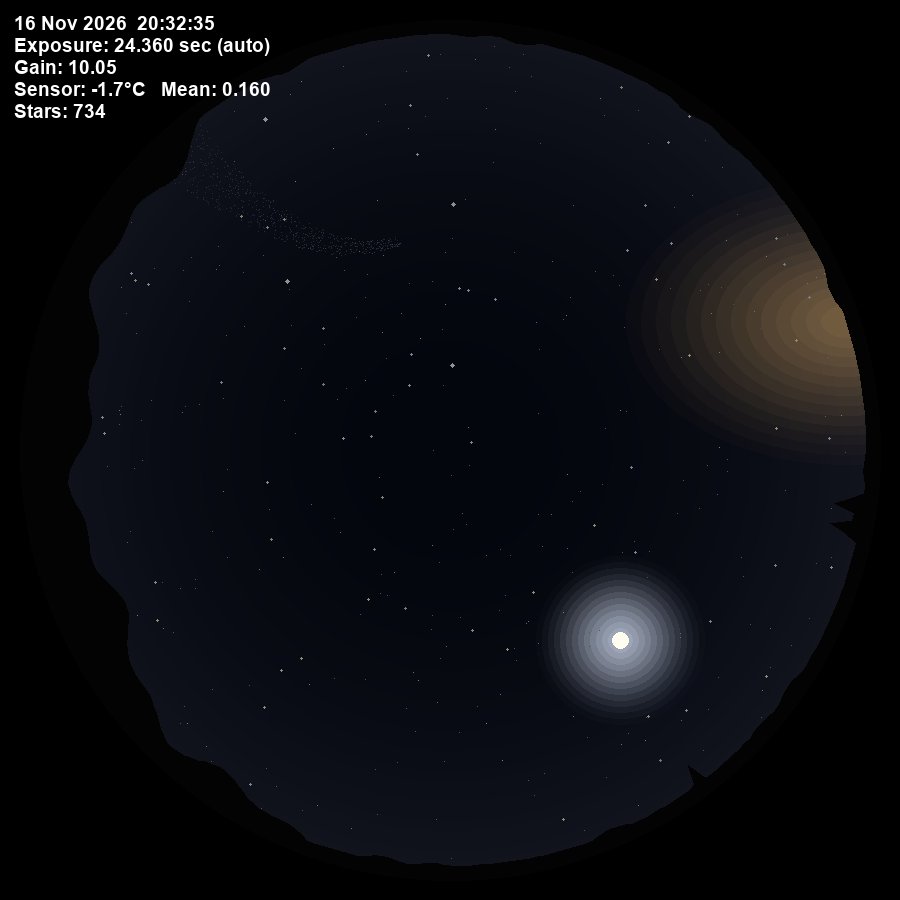 16 Nov 2026  20:32:35
Exposure: 24.360 sec (auto)
Gain: 10.05
Sensor: -1.7°C   Mean: 0.160
Stars: 734